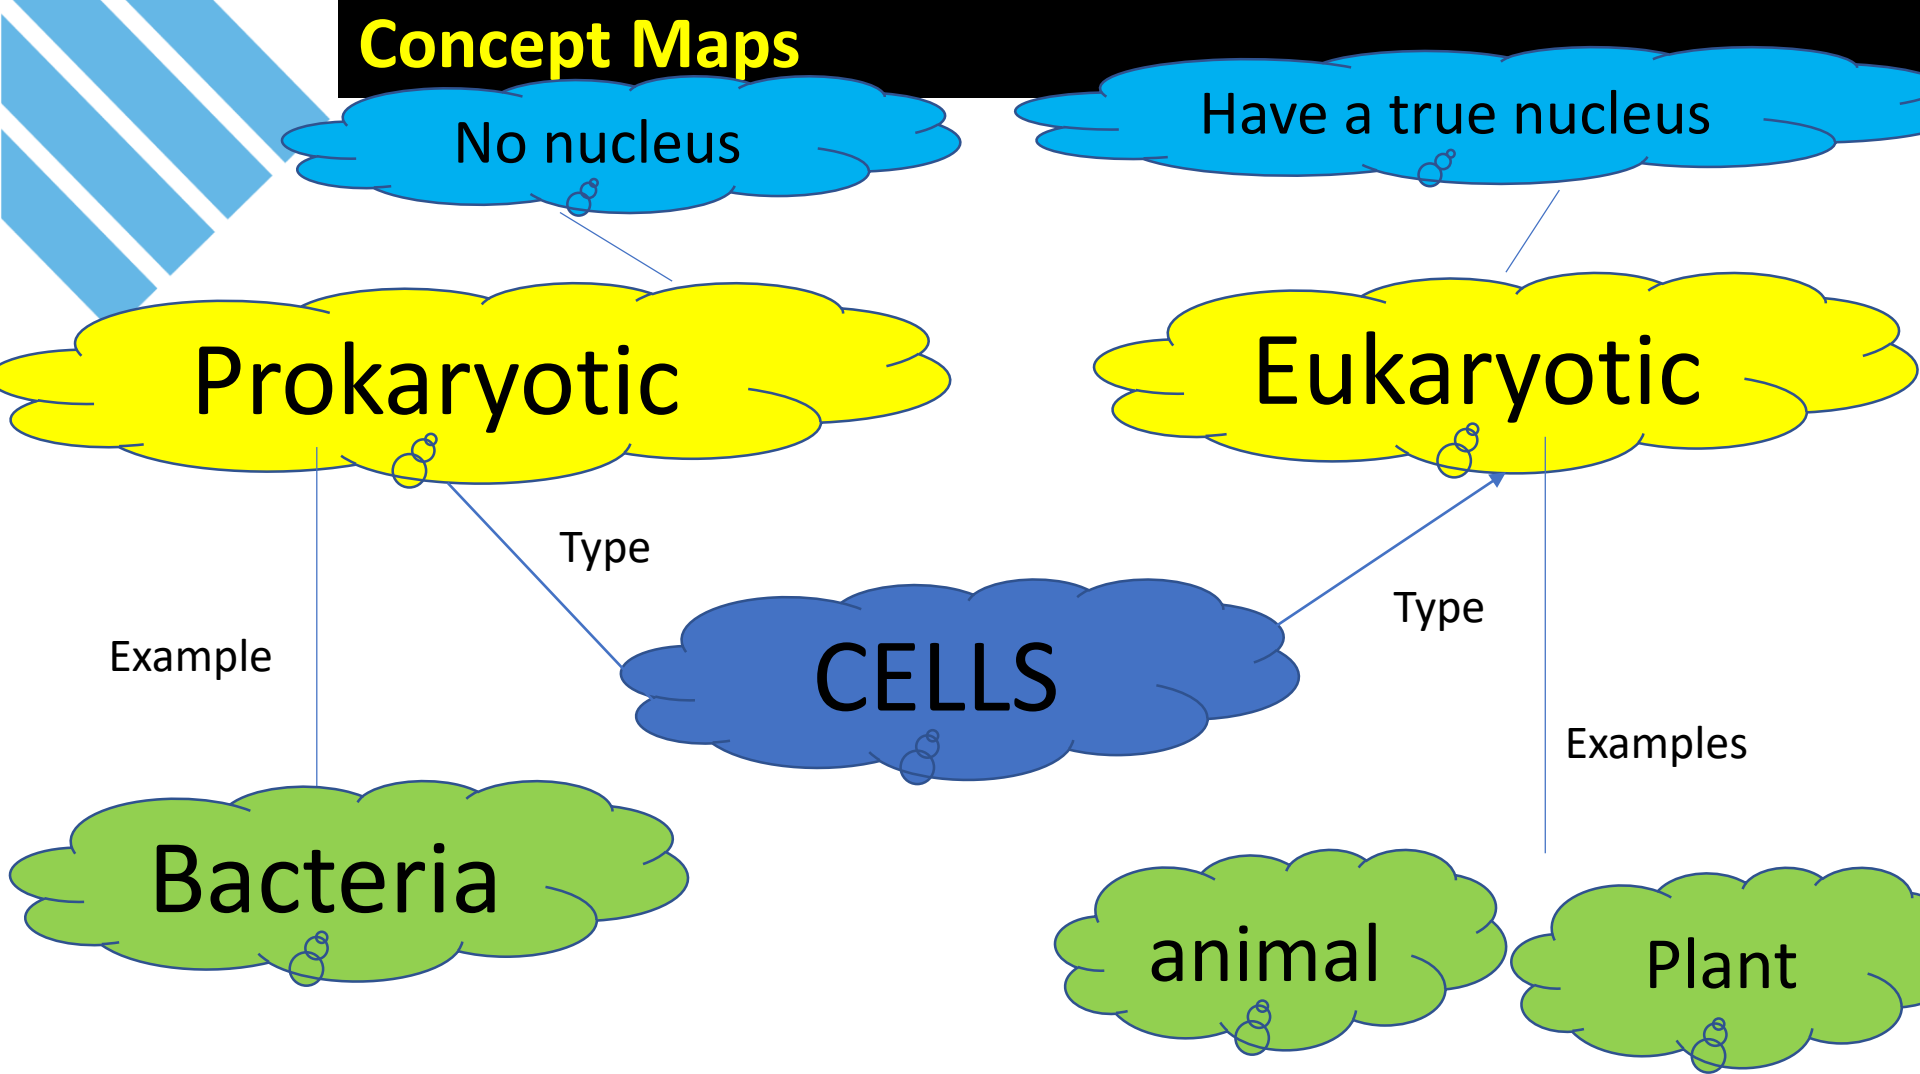 Concept Maps
No nucleus
Have a true nucleus
Prokaryotic
Eukaryotic
Type
Type
Example
CELLS
Examples
Bacteria
animal
Plant